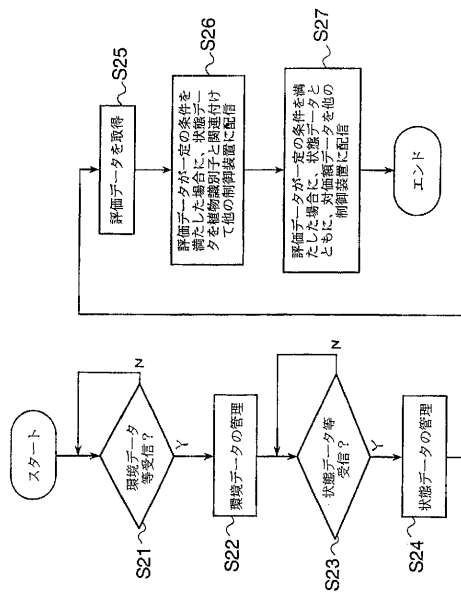 スタート
環境データ
等受信?
N
Y
S21
環境データの管理
S22
状態データ等
受信?
N
Y
S23
状態データの管理
S24
評価データを取得
S25
評価データが一定の条件を
満たした場合に、状態デー
タを植物識別子と関連付け
て他の制御装置に配信
S26
評価データが一定の条件を満
たした場合に、状態データと
ともに、対価額データを他の
制御装置に配信
S27
エンド